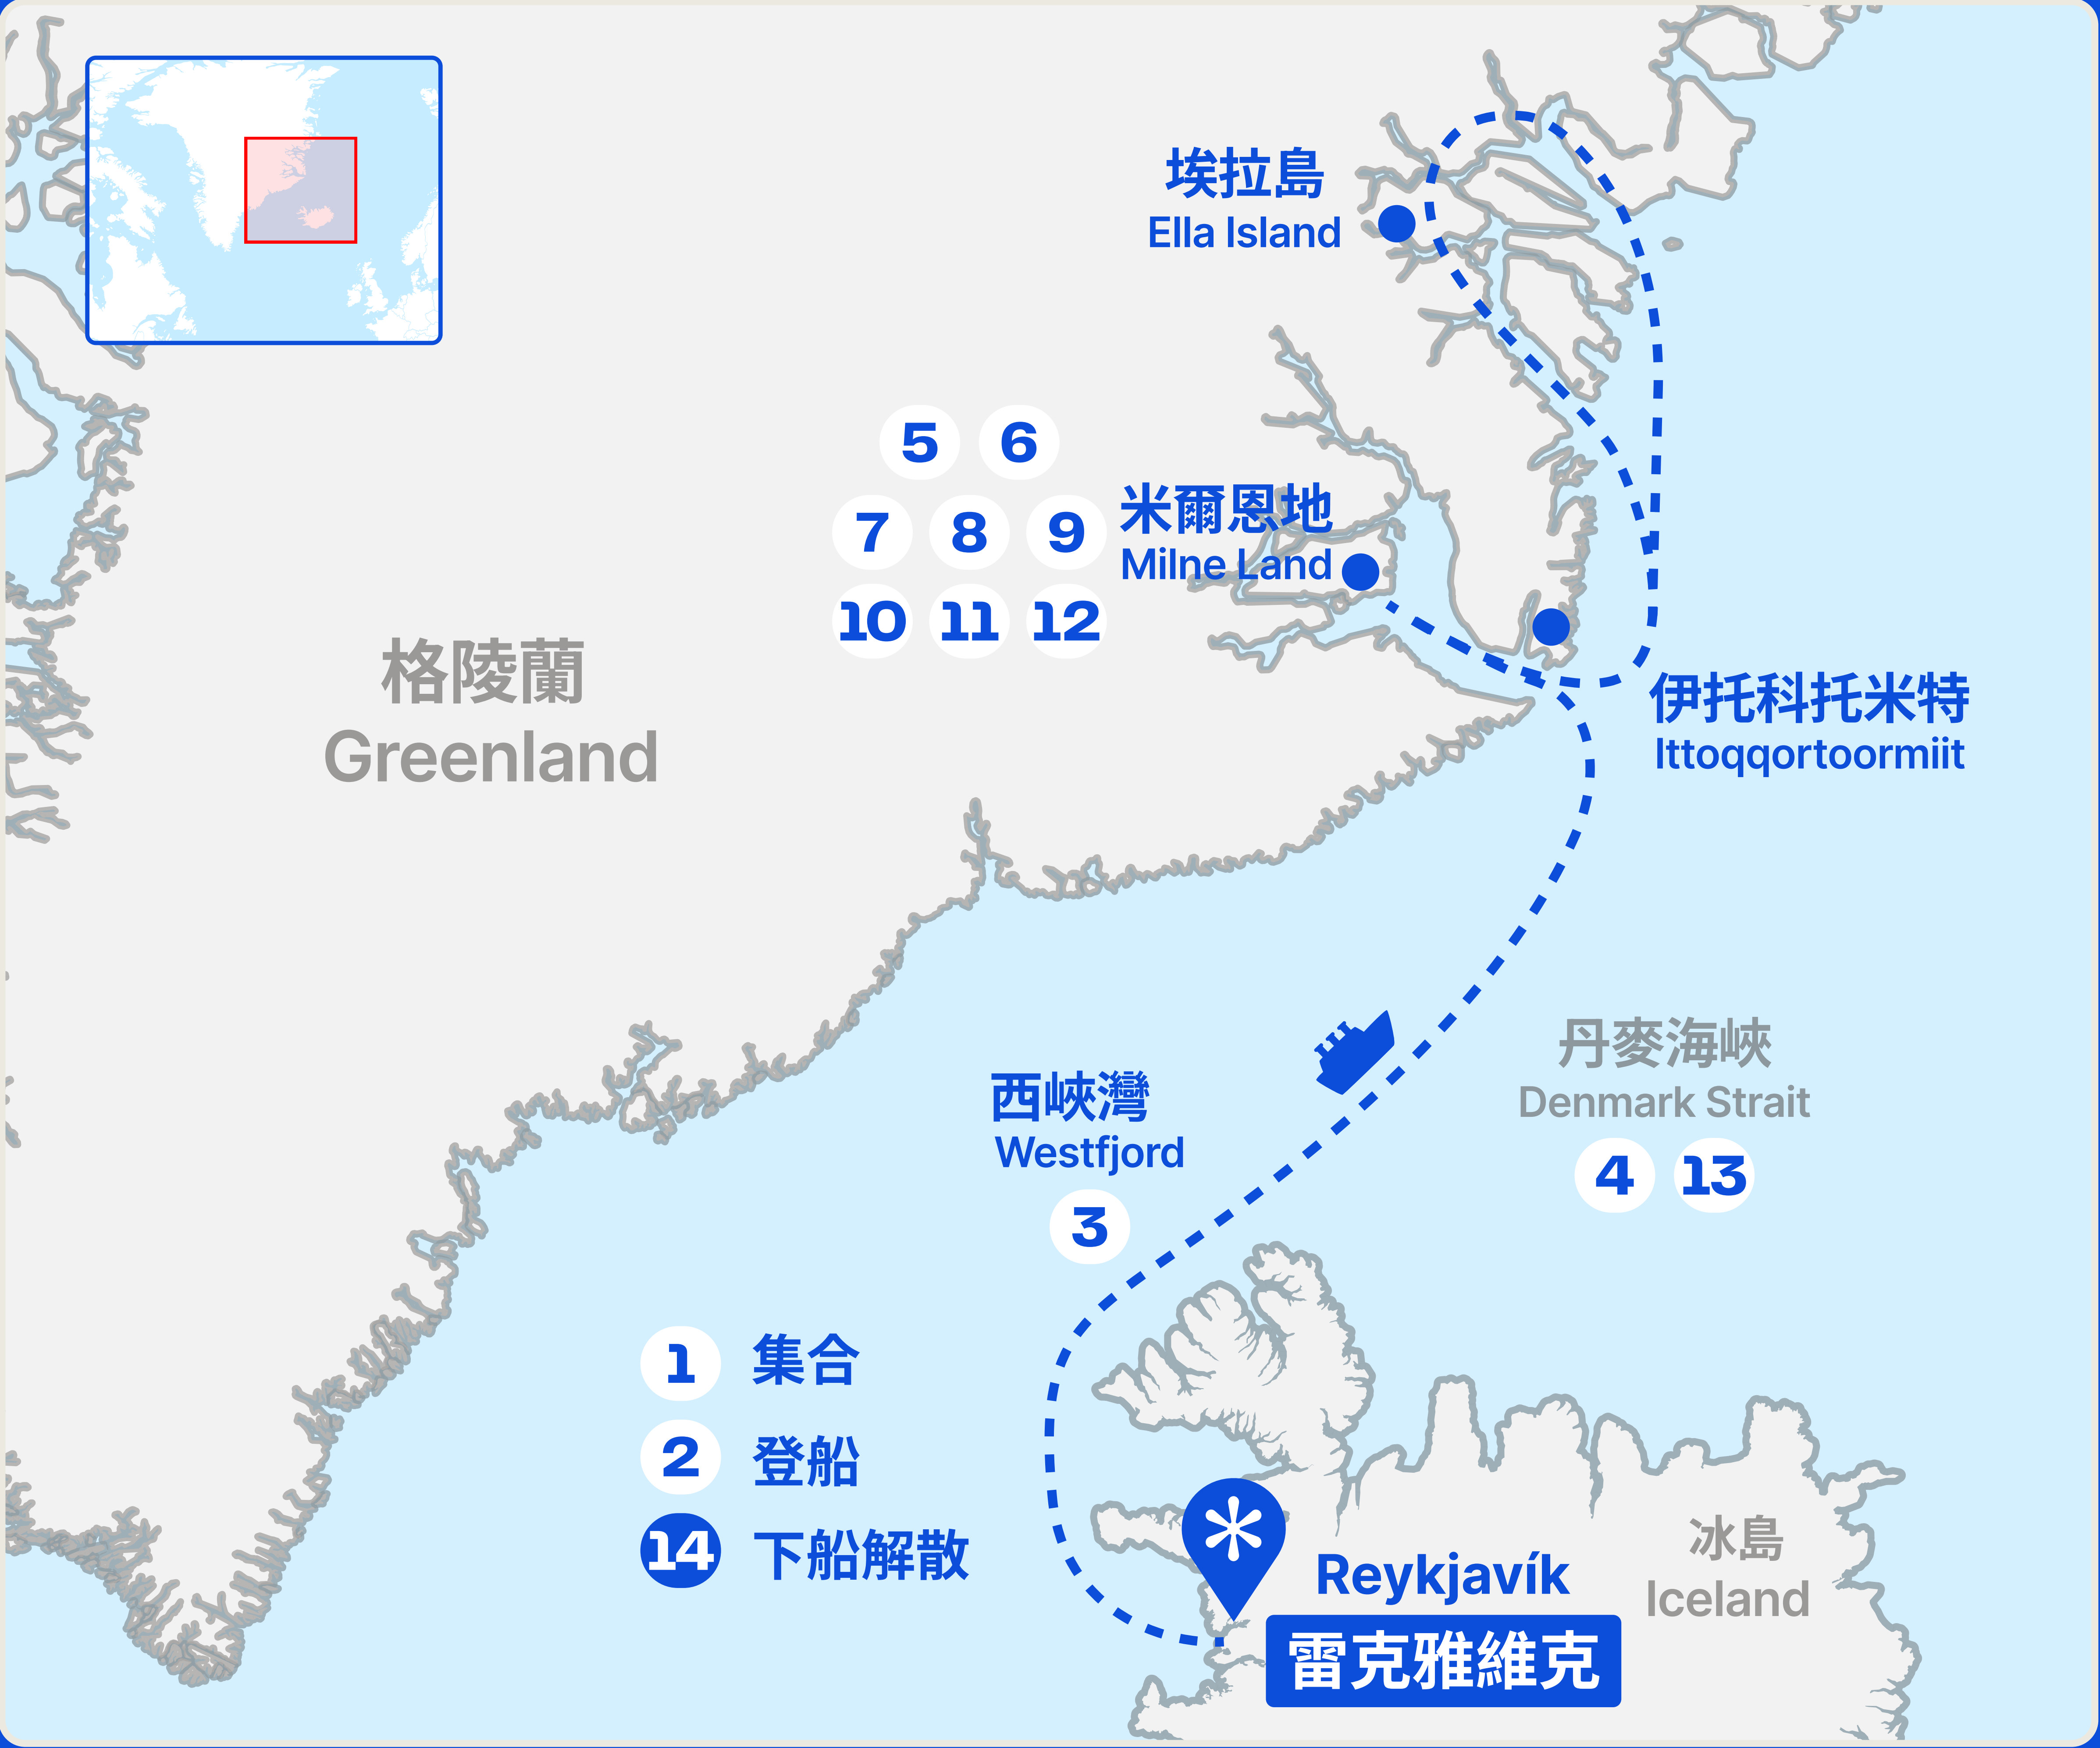 埃拉島
Ella Island
5 6
7 8 9
10 11 12
米爾恩地
Milne Land
格陵蘭
Greenland
伊托科托米特
Ittoqqortoormiit
丹麥海峽
Denmark Strait
4 13
西峽灣
Westfjord
3
1 集合
2 登船
14 下船解散
Reykjavík
雷克雅維克
冰島
Iceland